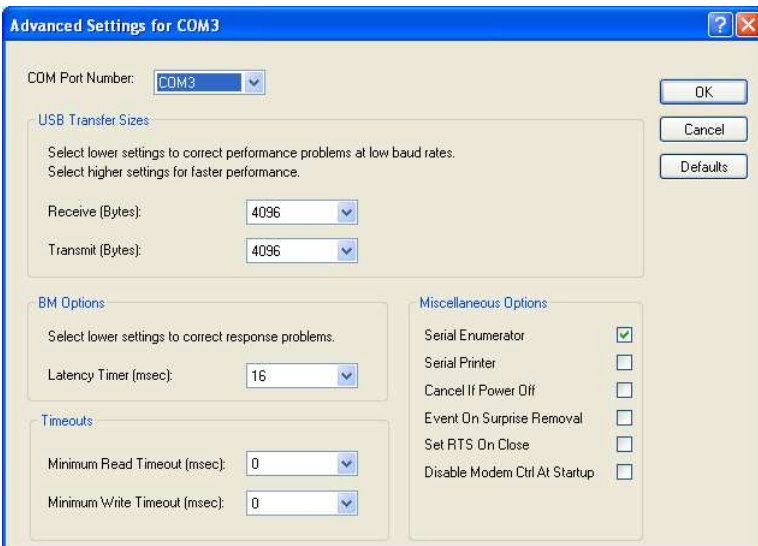 Advanced Settings for COM3
COM Port Number: COM3
OK
Cancel
Defaults
USB Transfer Sizes
Select lower settings to correct performance problems at low baud rates.
Select higher settings for faster performance.
Receive (Bytes): 4096
Transmit (Bytes): 4096
BM Options
Select lower settings to correct response problems.
Latency Timer (msec): 16
Timeouts
Minimum Read Timeout (msec): 0
Minimum Write Timeout (msec): 0
Miscellaneous Options
Serial Enumerator
Serial Printer
Cancel If Power Off
Event On Surprise Removal
Set RTS On Close
Disable Modem Ctrl At Startup